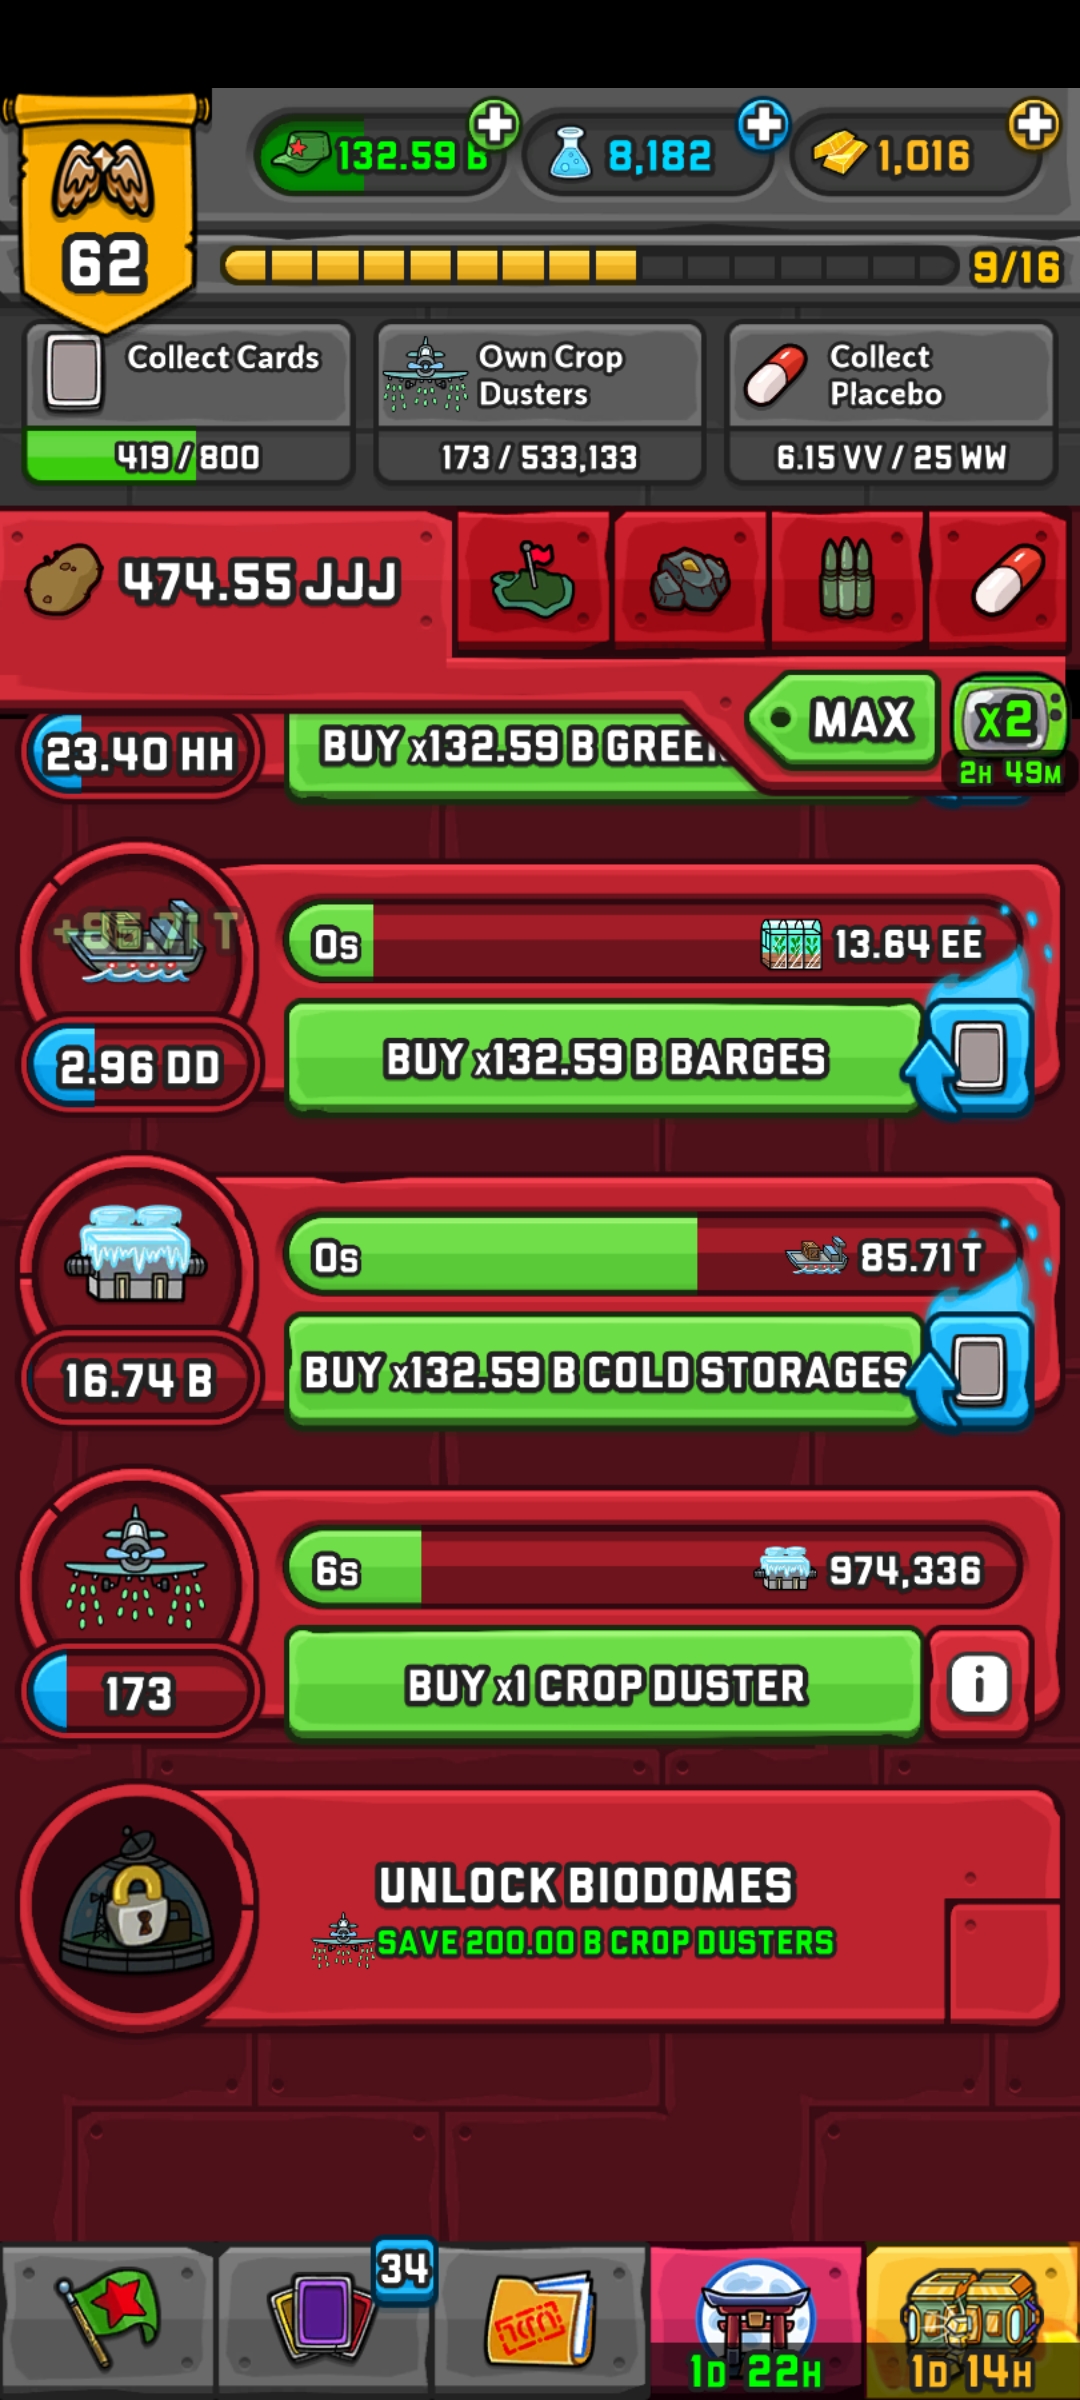 132.59 B
8,182
1,016
62
9/16
Collect Cards
419 / 800
Own Crop
Dusters
173 / 533,133
Collect
Placebo
6.15 VV / 25 WW
474.55 JJJ
MAX
x2
2H 49M
23.40 HH
BUY x132.59 B
0s
13.64 EE
2.96 DD
BUY x132.59 B BARGES
0s
85.71 T
16.74 B
BUY x132.59 B COLD STORAGES
6s
974,336
173
BUY x1 CROP DUSTER
i
UNLOCK BIODOMES
SAVE 200.00 B CROP DUSTERS
34
1D 22H
1D 14H